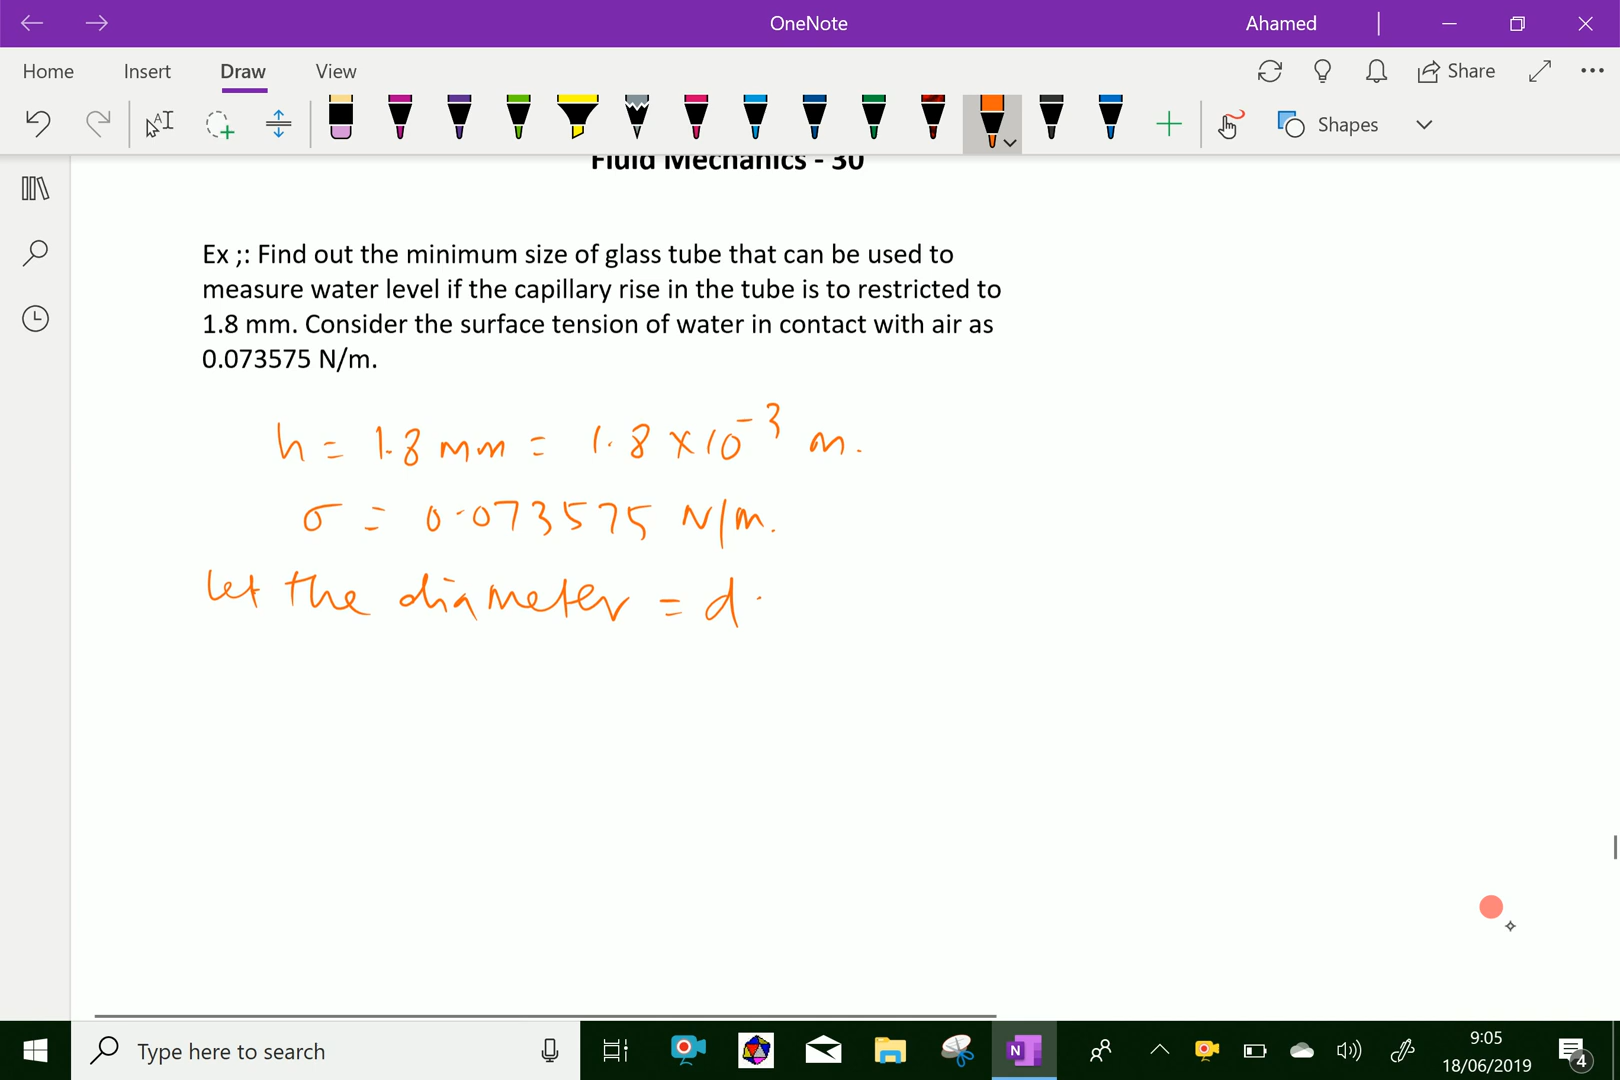 OneNote
Ahamed
Home Insert Draw View
Share
Shapes
Fluid Mechanics - 30
Ex ;: Find out the minimum size of glass tube that can be used to
measure water level if the capillary rise in the tube is to restricted to
1.8 mm. Consider the surface tension of water in contact with air as
0.073575 N/m.
h = 1.8 mm = 1.8 × 10⁻³ m.
σ = 0.073575 N/m.
let the diameter = d.
Type here to search
N
9:05
18/06/2019
4